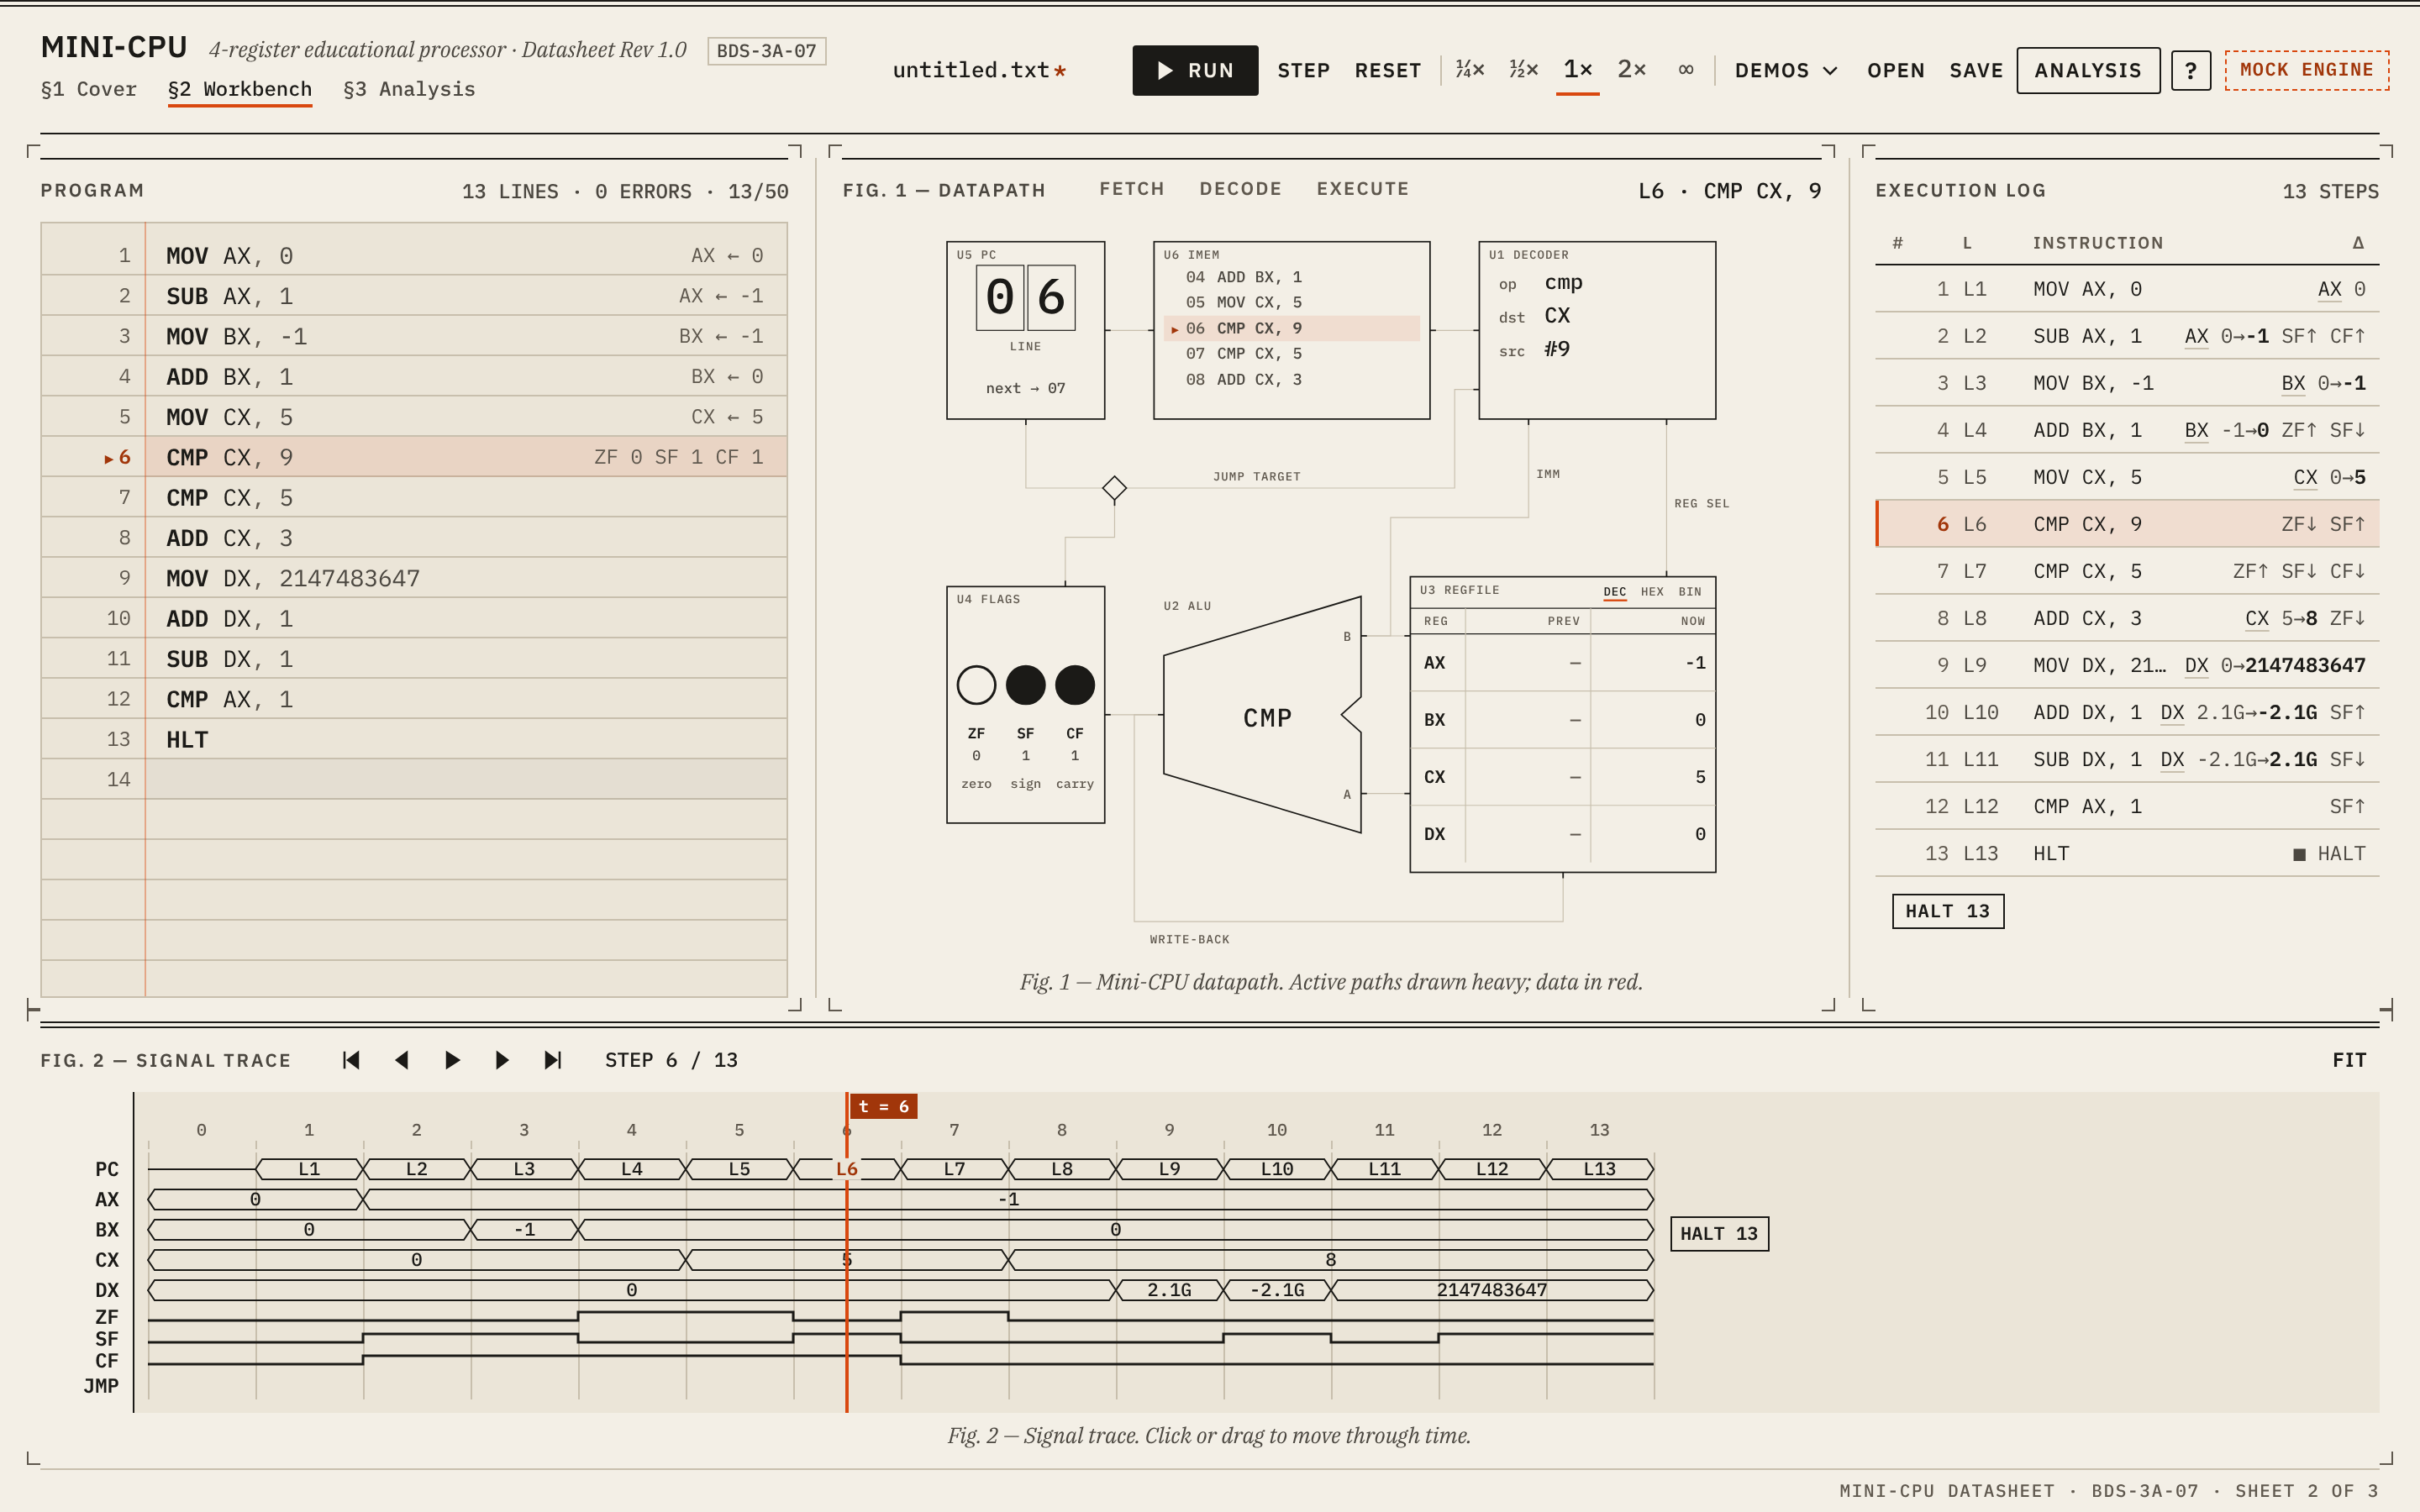 MINI-CPU 4-register educational processor · Datasheet Rev 1.0 BDS-3A-07
§1 Cover §2 Workbench §3 Analysis
untitled.txt* ▶ RUN STEP RESET ¼× ½× 1× 2× ∞ DEMOS OPEN SAVE ANALYSIS ? MOCK ENGINE
PROGRAM 13 LINES · 0 ERRORS · 13/50
1 MOV AX, 0 AX ← 0
2 SUB AX, 1 AX ← -1
3 MOV BX, -1 BX ← -1
4 ADD BX, 1 BX ← 0
5 MOV CX, 5 CX ← 5
▸6 CMP CX, 9 ZF 0 SF 1 CF 1
7 CMP CX, 5
8 ADD CX, 3
9 MOV DX, 2147483647
10 ADD DX, 1
11 SUB DX, 1
12 CMP AX, 1
13 HLT
14
FIG. 1 — DATAPATH FETCH DECODE EXECUTE L6 · CMP CX, 9
U5 PC
06
LINE
next → 07
U6 IMEM
04 ADD BX, 1
05 MOV CX, 5
▸ 06 CMP CX, 9
07 CMP CX, 5
08 ADD CX, 3
U1 DECODER
op cmp
dst CX
src #9
JUMP TARGET
IMM
REG SEL
U4 FLAGS
ZF SF CF
0 1 1
zero sign carry
U2 ALU
B
CMP
A
U3 REGFILE DEC HEX BIN
REG PREV NOW
AX — -1
BX — 0
CX — 5
DX — 0
WRITE-BACK
Fig. 1 — Mini-CPU datapath. Active paths drawn heavy; data in red.
EXECUTION LOG 13 STEPS
# L INSTRUCTION Δ
1 L1 MOV AX, 0 AX 0
2 L2 SUB AX, 1 AX 0→-1 SF↑ CF↑
3 L3 MOV BX, -1 BX 0→-1
4 L4 ADD BX, 1 BX -1→0 ZF↑ SF↓
5 L5 MOV CX, 5 CX 0→5
6 L6 CMP CX, 9 ZF↓ SF↑
7 L7 CMP CX, 5 ZF↑ SF↓ CF↓
8 L8 ADD CX, 3 CX 5→8 ZF↓
9 L9 MOV DX, 21… DX 0→2147483647
10 L10 ADD DX, 1 DX 2.1G→-2.1G SF↑
11 L11 SUB DX, 1 DX -2.1G→2.1G SF↓
12 L12 CMP AX, 1 SF↑
13 L13 HLT ■ HALT
HALT 13
FIG. 2 — SIGNAL TRACE STEP 6 / 13 FIT
t = 6
0 1 2 3 4 5 6 7 8 9 10 11 12 13
PC L1 L2 L3 L4 L5 L6 L7 L8 L9 L10 L11 L12 L13
AX 0 -1
BX 0 -1 0
HALT 13
CX 0 5 8
DX 0 2.1G -2.1G 2147483647
ZF
SF
CF
JMP
Fig. 2 — Signal trace. Click or drag to move through time.
MINI-CPU DATASHEET · BDS-3A-07 · SHEET 2 OF 3